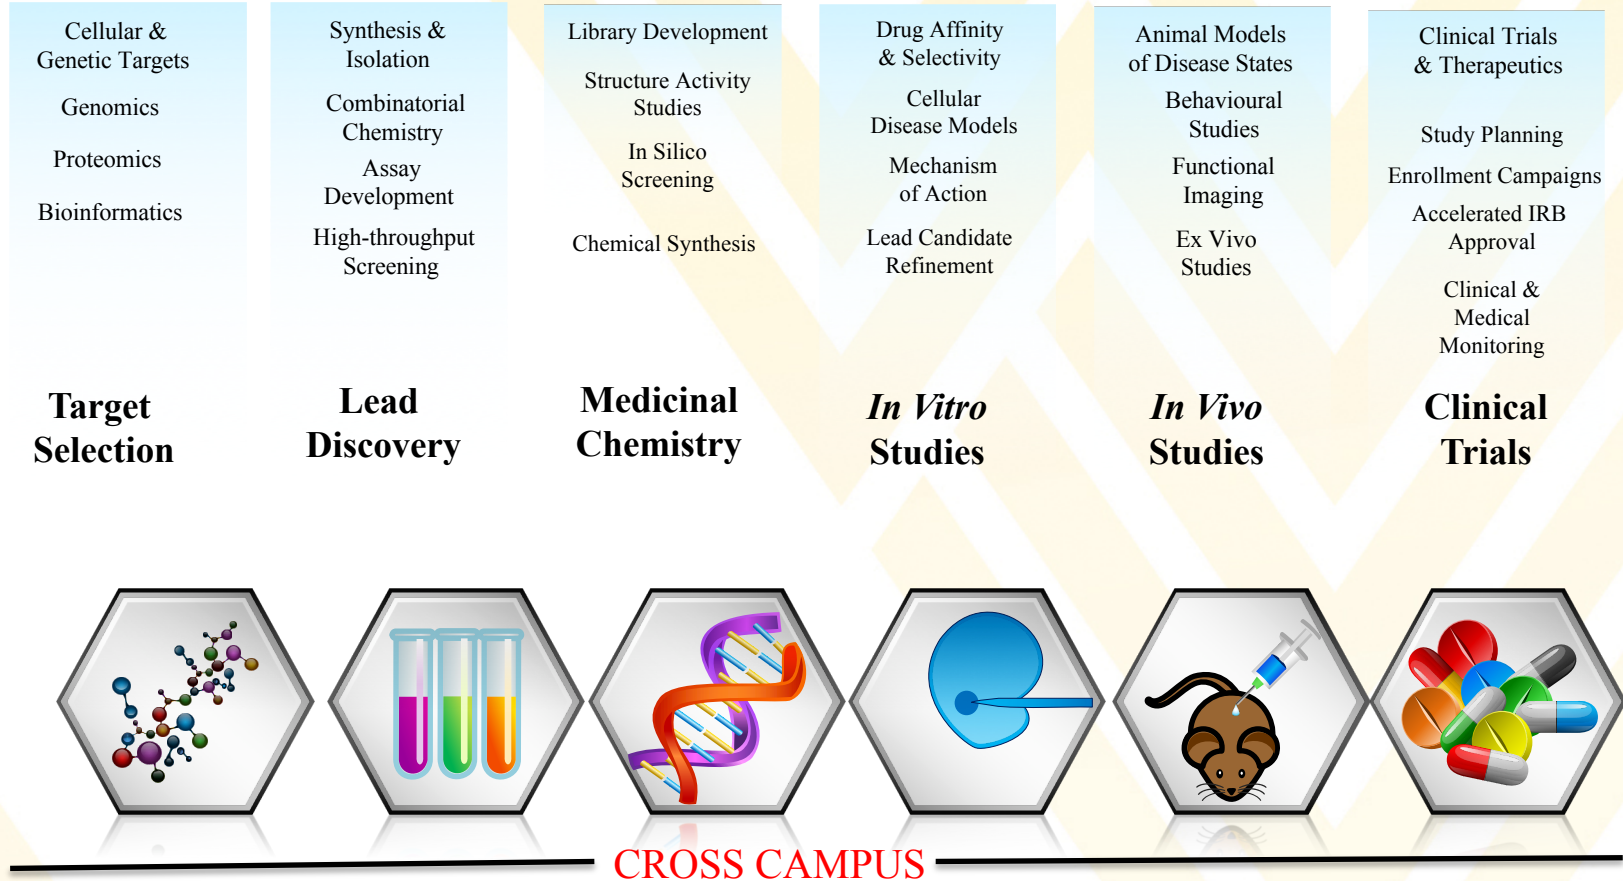 Cellular &
Genetic Targets
Genomics
Proteomics
Bioinformatics
Target
Selection
Synthesis &
Isolation
Combinatorial
Chemistry
Assay
Development
High-throughput
Screening
Lead
Discovery
Library Development
Structure Activity
Studies
In Silico
Screening
Chemical Synthesis
Medicinal
Chemistry
Drug Affinity
& Selectivity
Cellular
Disease Models
Mechanism
of Action
Lead Candidate
Refinement
In Vitro
Studies
Animal Models
of Disease States
Behavioural
Studies
Functional
Imaging
Ex Vivo
Studies
In Vivo
Studies
Clinical Trials
& Therapeutics
Study Planning
Enrollment Campaigns
Accelerated IRB
Approval
Clinical &
Medical
Monitoring
Clinical
Trials
CROSS CAMPUS